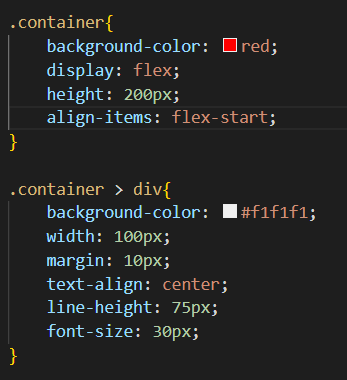 .container{
    background-color: red;
    display: flex;
    height: 200px;
    align-items: flex-start;
}

.container > div{
    background-color: #f1f1f1;
    width: 100px;
    margin: 10px;
    text-align: center;
    line-height: 75px;
    font-size: 30px;
}